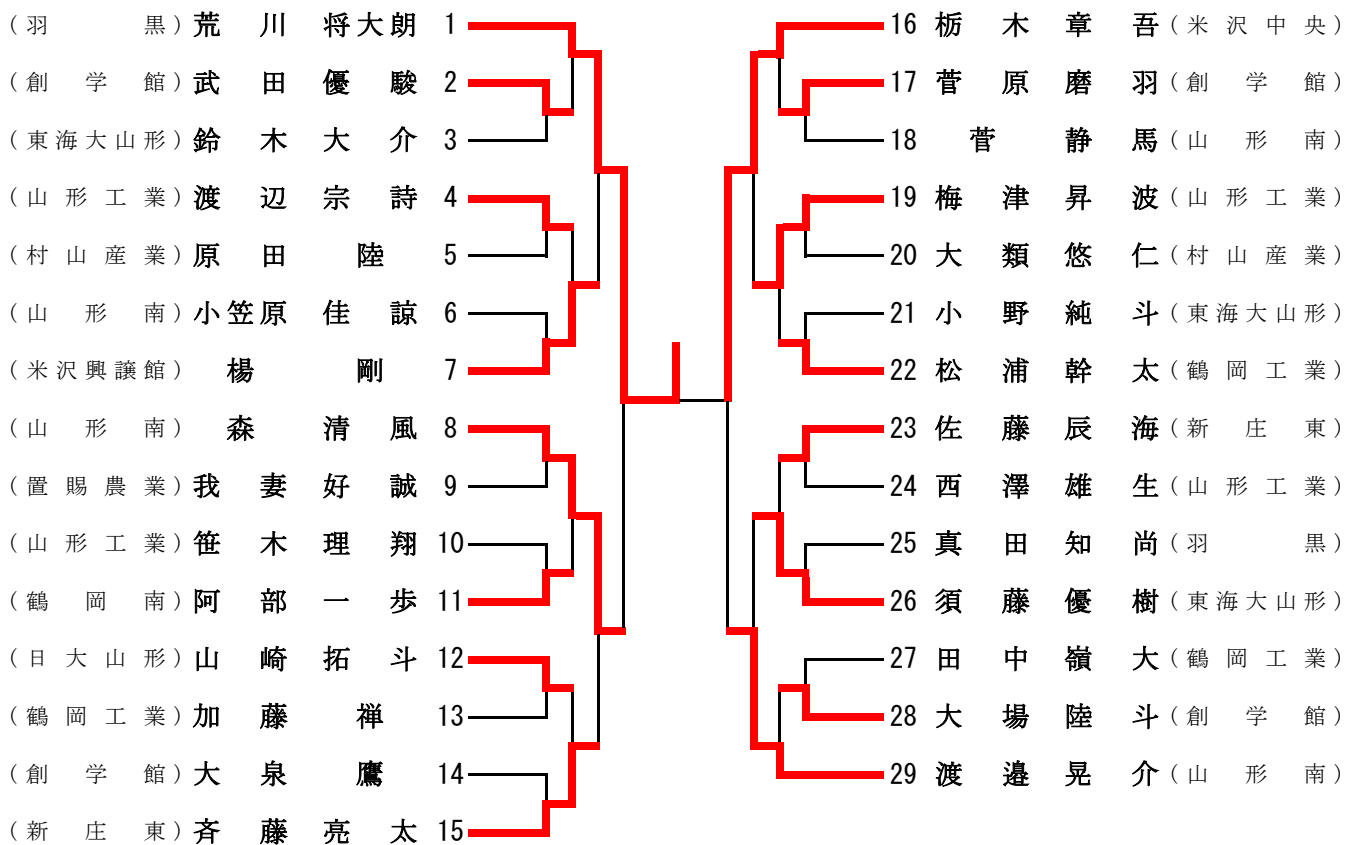 (羽黒)荒川将大朗 1
(創学館)武田優駿 2
(東海大山形)鈴木大介 3
(山形工業)渡辺宗詩 4
(村山産業)原田陸 5
(山形南)小笠原佳諒 6
(米沢興譲館)楊剛 7
(山形南)森清風 8
(置賜農業)我妻好誠 9
(山形工業)笹木理翔 10
(鶴岡南)阿部一歩 11
(日大山形)山崎拓斗 12
(鶴岡工業)加藤禅 13
(創学館)大泉鷹 14
(新庄東)斉藤亮太 15
16 栃木章吾(米沢中央)
17 菅原磨羽(創学館)
18 菅静馬(山形南)
19 梅津昇波(山形工業)
20 大類悠仁(村山産業)
21 小野純斗(東海大山形)
22 松浦幹太(鶴岡工業)
23 佐藤辰海(新庄東)
24 西澤雄生(山形工業)
25 真田知尚(羽黒)
26 須藤優樹(東海大山形)
27 田中嶺大(鶴岡工業)
28 大場陸斗(創学館)
29 渡邉晃介(山形南)